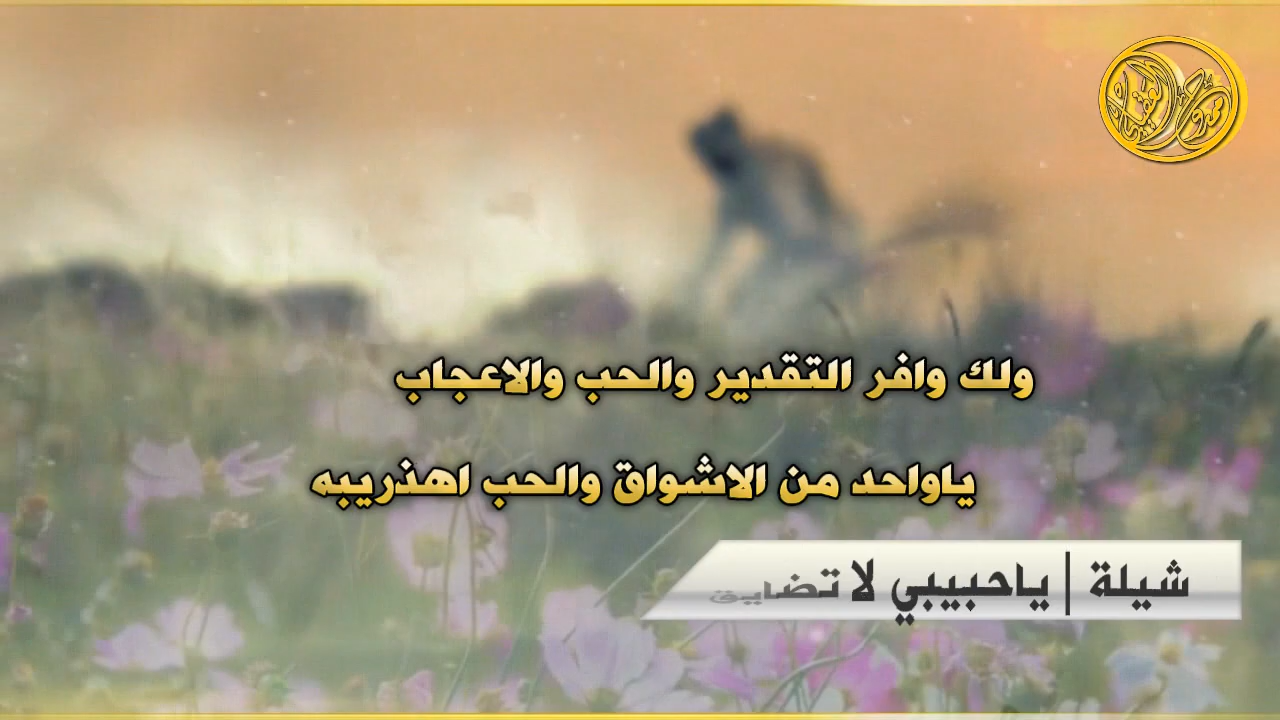 ولك وافر التقدير والحب والاعجاب
ياواحد من الاشواق والحب اهذريبه
شيلة | ياحبيبي لا تضايق